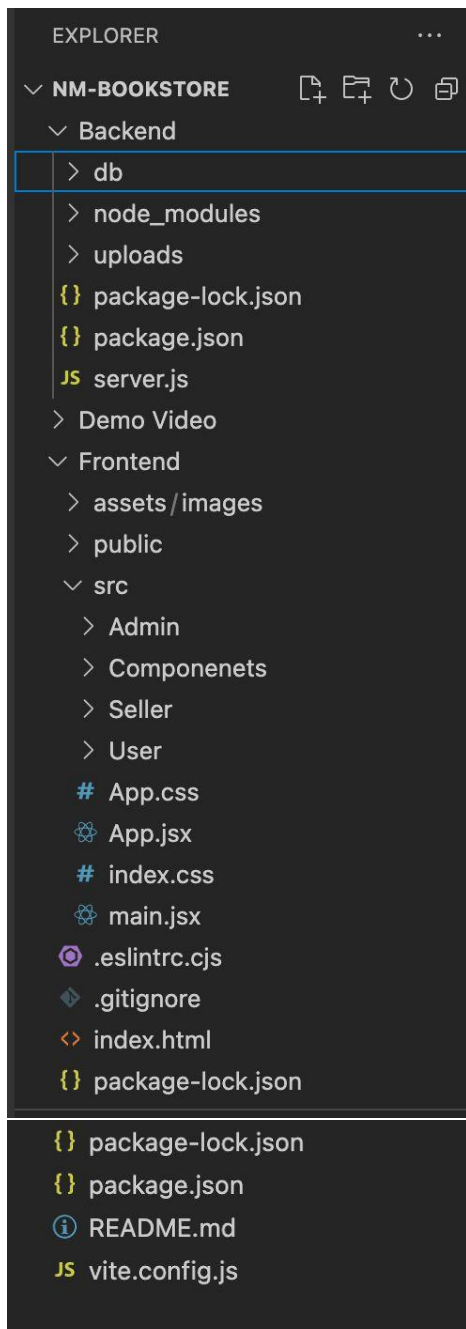 EXPLORER ...
NM-BOOKSTORE
Backend
db
node_modules
uploads
{} package-lock.json
{} package.json
JS server.js
Demo Video
Frontend
assets/images
public
src
Admin
Componenets
Seller
User
# App.css
App.jsx
# index.css
main.jsx
.eslintrc.cjs
.gitignore
<> index.html
{} package-lock.json
{} package-lock.json
{} package.json
README.md
JS vite.config.js